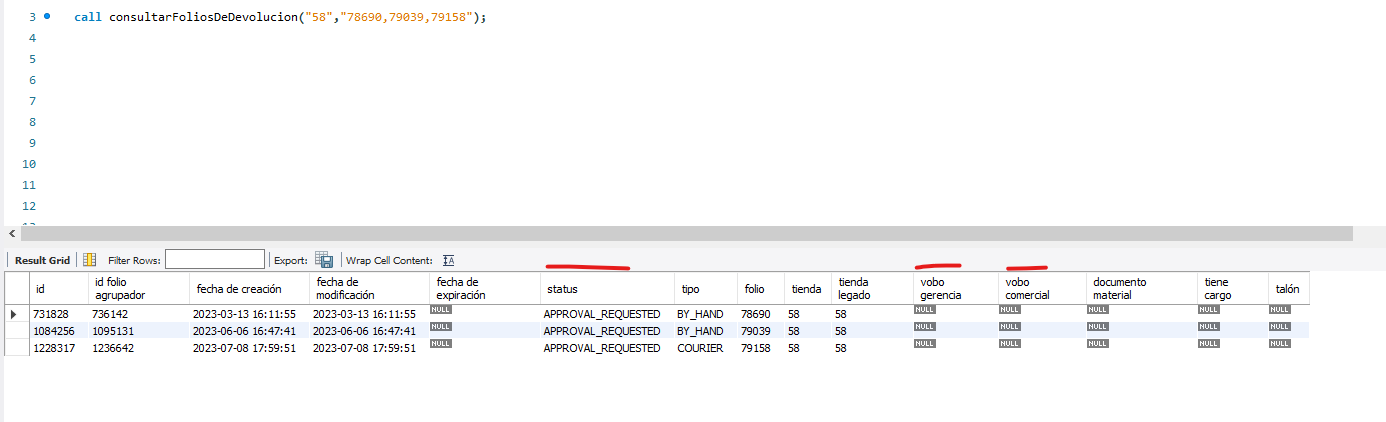 3 call consultarFoliosDeDevolucion("58","78690,79039,79158");
4
5
6
7
8
9
10
11
12
Result Grid Filter Rows: Export: Wrap Cell Content: IA
id id folio agrupador fecha de creación fecha de modificación fecha de expiración status tipo folio tienda tienda legado vobo gerencia vobo comercial documento material tiene cargo talón
731828 736142 2023-03-13 16:11:55 2023-03-13 16:11:55 NULL APPROVAL_REQUESTED BY_HAND 78690 58 58 NULL NULL NULL NULL NULL
1084256 1095131 2023-06-06 16:47:41 2023-06-06 16:47:41 NULL APPROVAL_REQUESTED BY_HAND 79039 58 58 NULL NULL NULL NULL NULL
1228317 1236642 2023-07-08 17:59:51 2023-07-08 17:59:51 NULL APPROVAL_REQUESTED COURIER 79158 58 58 NULL NULL NULL NULL NULL